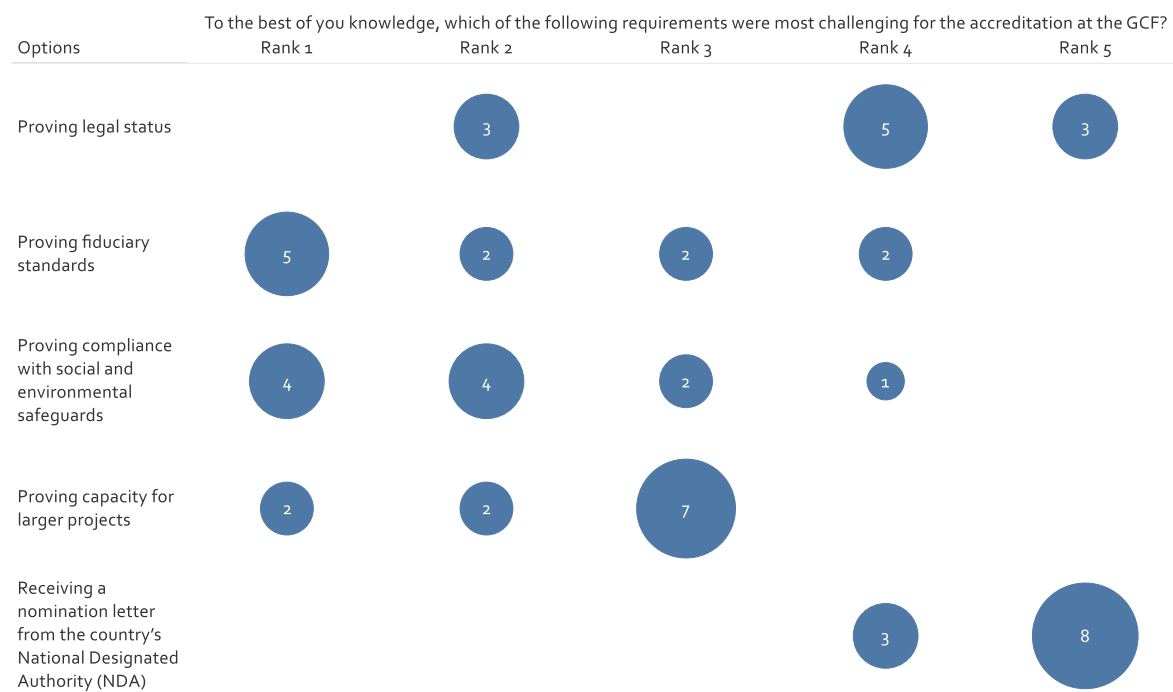 To the best of you knowledge, which of the following requirements were most challenging for the accreditation at the GCF?
Options Rank 1 Rank 2 Rank 3 Rank 4 Rank 5
Proving legal status 3 5 3
Proving fiduciary
standards
5 2 2 2
Proving compliance
with social and
environmental
safeguards
4 4 2 1
Proving capacity for
larger projects
2 2 7
Receiving a
nomination letter
from the country's
National Designated
Authority (NDA)
3 8